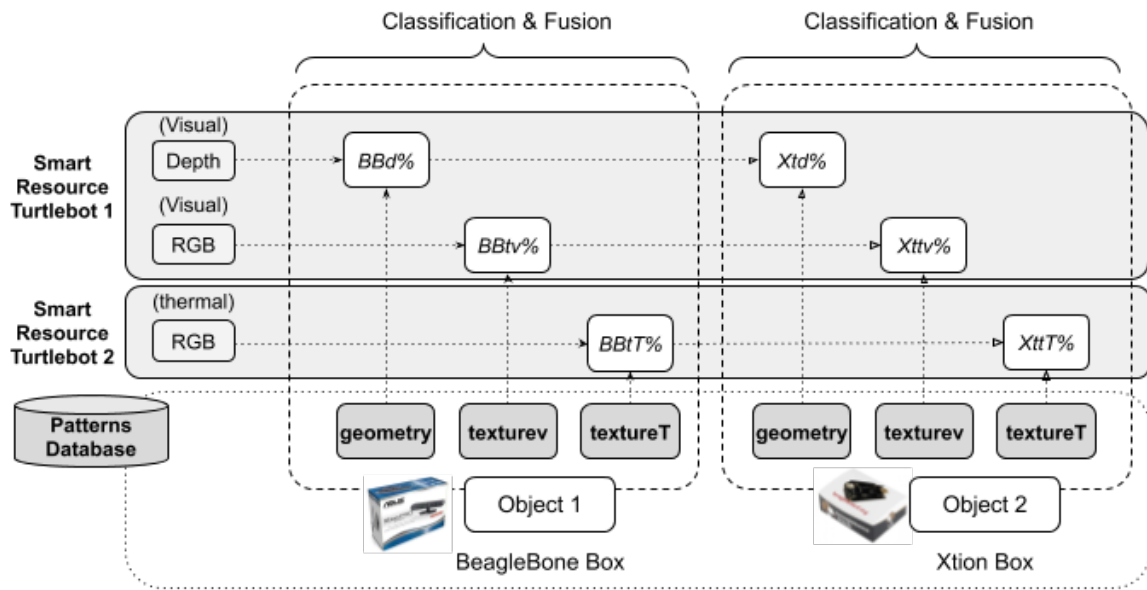 Classification & Fusion
Classification & Fusion
(Visual)
Depth
BBd%
Xtd%
Smart
Resource
Turtlebot 1
(Visual)
RGB
BBtv%
Xttv%
Smart
Resource
Turtlebot 2
(thermal)
RGB
BBtT%
XttT%
Patterns
Database
geometry
texturev
textureT
geometry
texturev
textureT
ASUS
Object 1
Object 2
BeagleBone Box
Xtion Box